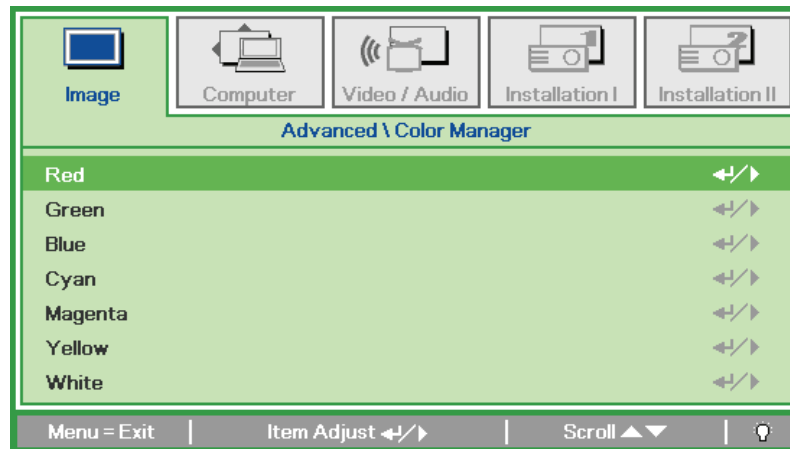 Image Computer Video / Audio Installation I Installation II
Advanced \ Color Manager
Red
Green
Blue
Cyan
Magenta
Yellow
White
Menu = Exit Item Adjust Scroll